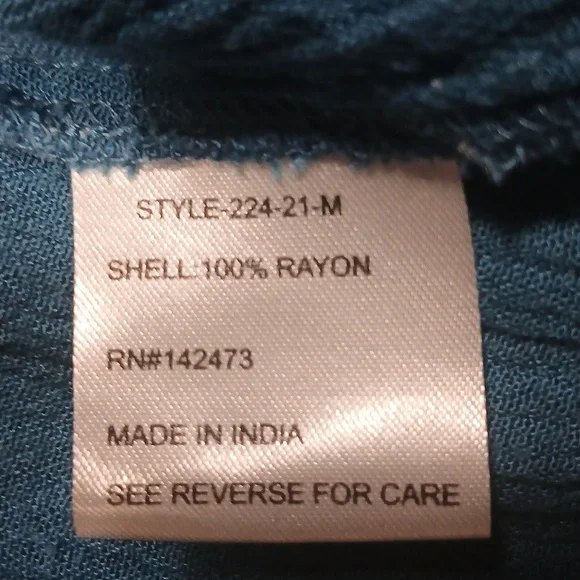 STYLE-224-21-M
SHELL:100% RAYON
RN#142473
MADE IN INDIA
SEE REVERSE FOR CARE